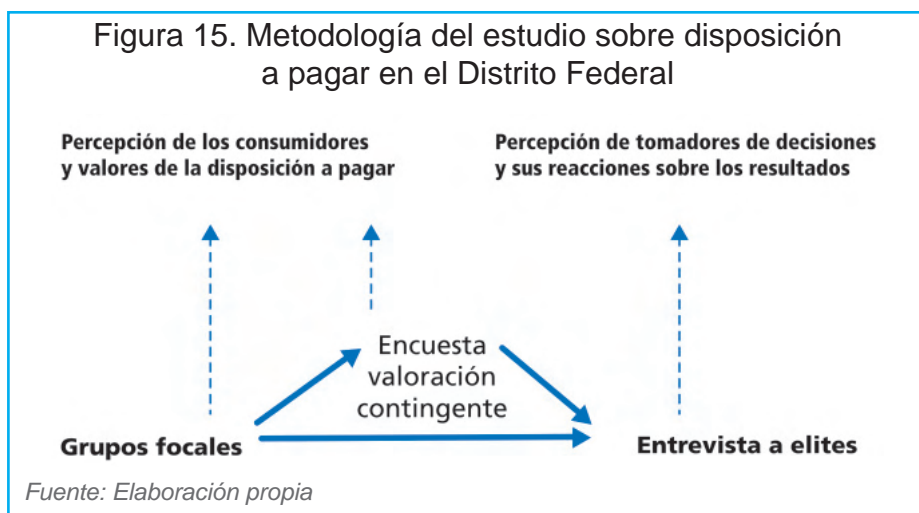 Figura 15. Metodología del estudio sobre disposición
a pagar en el Distrito Federal
Percepción de los consumidores
y valores de la disposición a pagar
Percepción de tomadores de decisiones
y sus reacciones sobre los resultados
Encuesta
valoración
contingente
Grupos focales
Entrevista a elites
Fuente: Elaboración propia